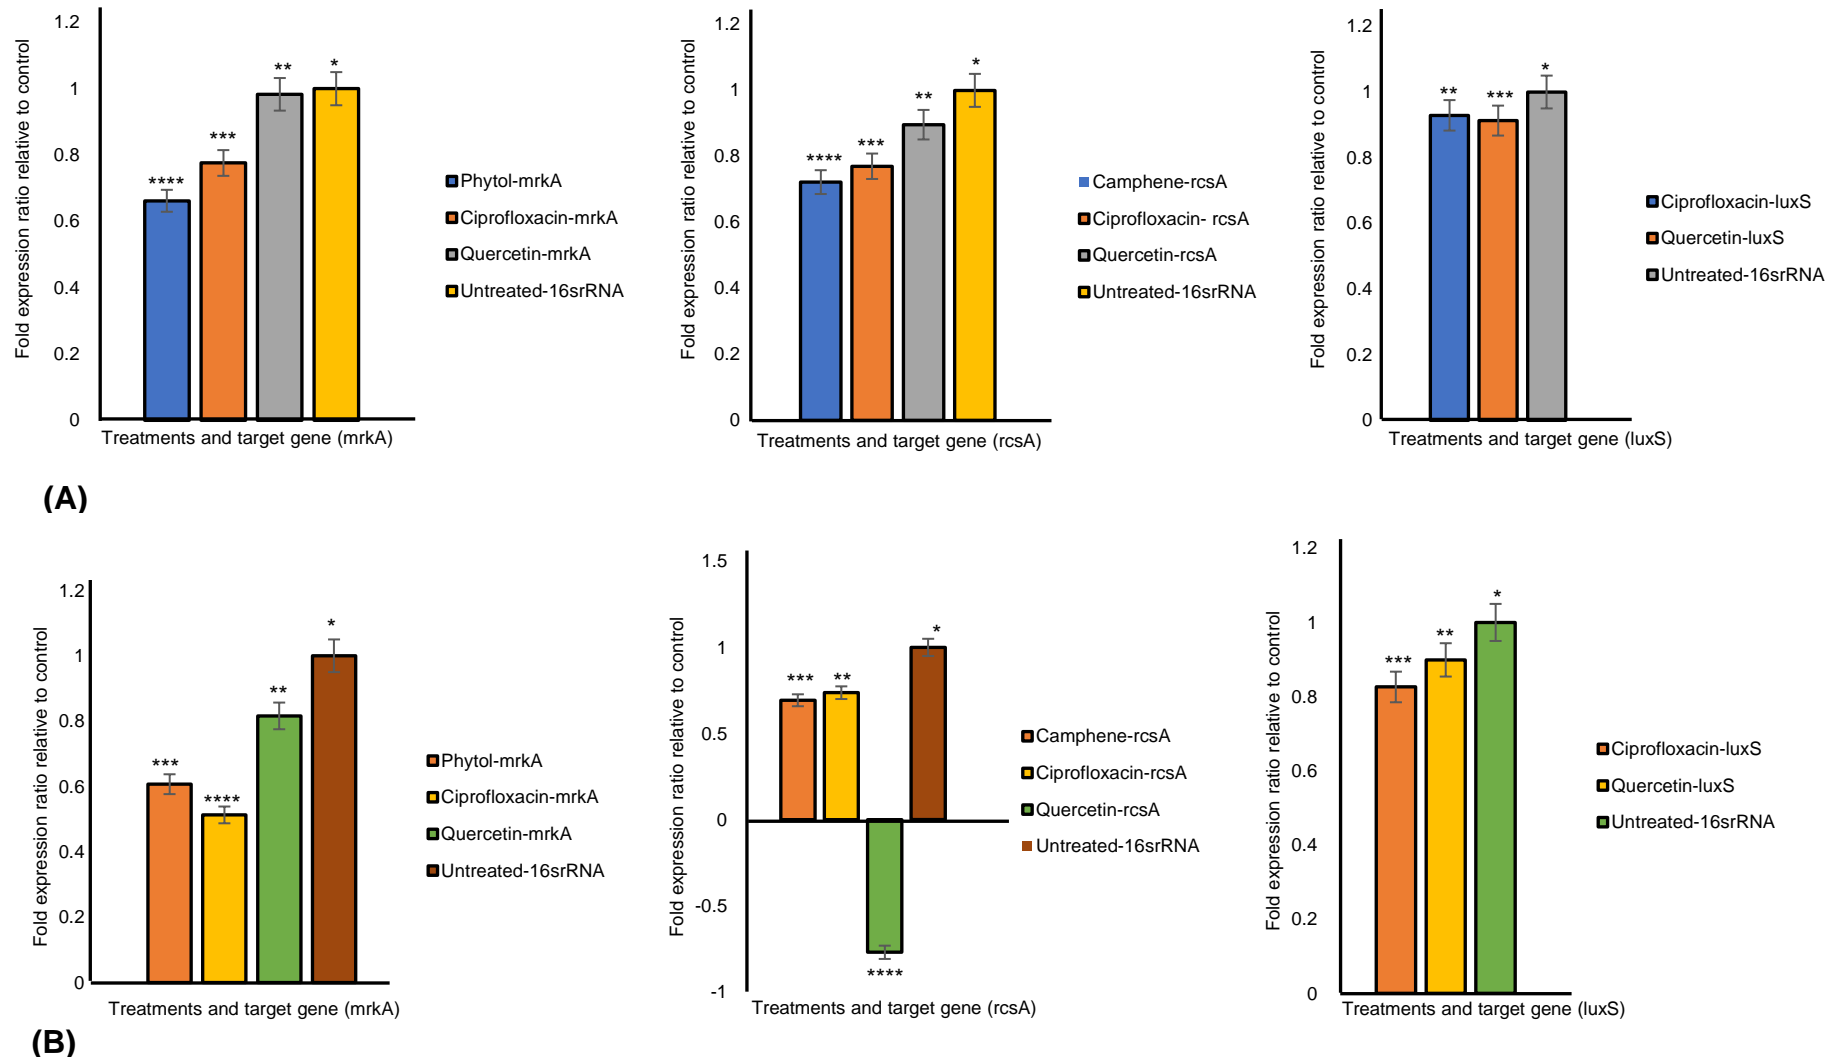 Fold expression ratio relative to control
1.2
1
0.8
0.6
0.4
0.2
0
****
***
**
*
Treatments and target gene (mrkA)
Phytol-mrkA
Ciprofloxacin-mrkA
Quercetin-mrkA
Untreated-16srRNA
Fold expression ratio relative to control
1.2
1
0.8
0.6
0.4
0.2
0
****
***
**
*
Treatments and target gene (rcsA)
Camphene-rcsA
Ciprofloxacin- rcsA
Quercetin-rcsA
Untreated-16srRNA
Fold expression ratio relative to control
1.2
1
0.8
0.6
0.4
0.2
0
**
***
*
Treatments and target gene (luxS)
Ciprofloxacin-luxS
Quercetin-luxS
Untreated-16srRNA
(A)
Fold expression ratio relative to control
1.2
1
0.8
0.6
0.4
0.2
0
***
****
**
*
Treatments and target gene (mrkA)
Phytol-mrkA
Ciprofloxacin-mrkA
Quercetin-mrkA
Untreated-16srRNA
Fold expression ratio relative to control
1.5
1
0.5
0
-0.5
-1
***
**
****
*
Treatments and target gene (rcsA)
Camphene-rcsA
Ciprofloxacin-rcsA
Quercetin-rcsA
Untreated-16srRNA
Fold expression ratio relative to control
1.2
1
0.8
0.6
0.4
0.2
0
***
**
*
Treatments and target gene (luxS)
Ciprofloxacin-luxS
Quercetin-luxS
Untreated-16srRNA
(B)